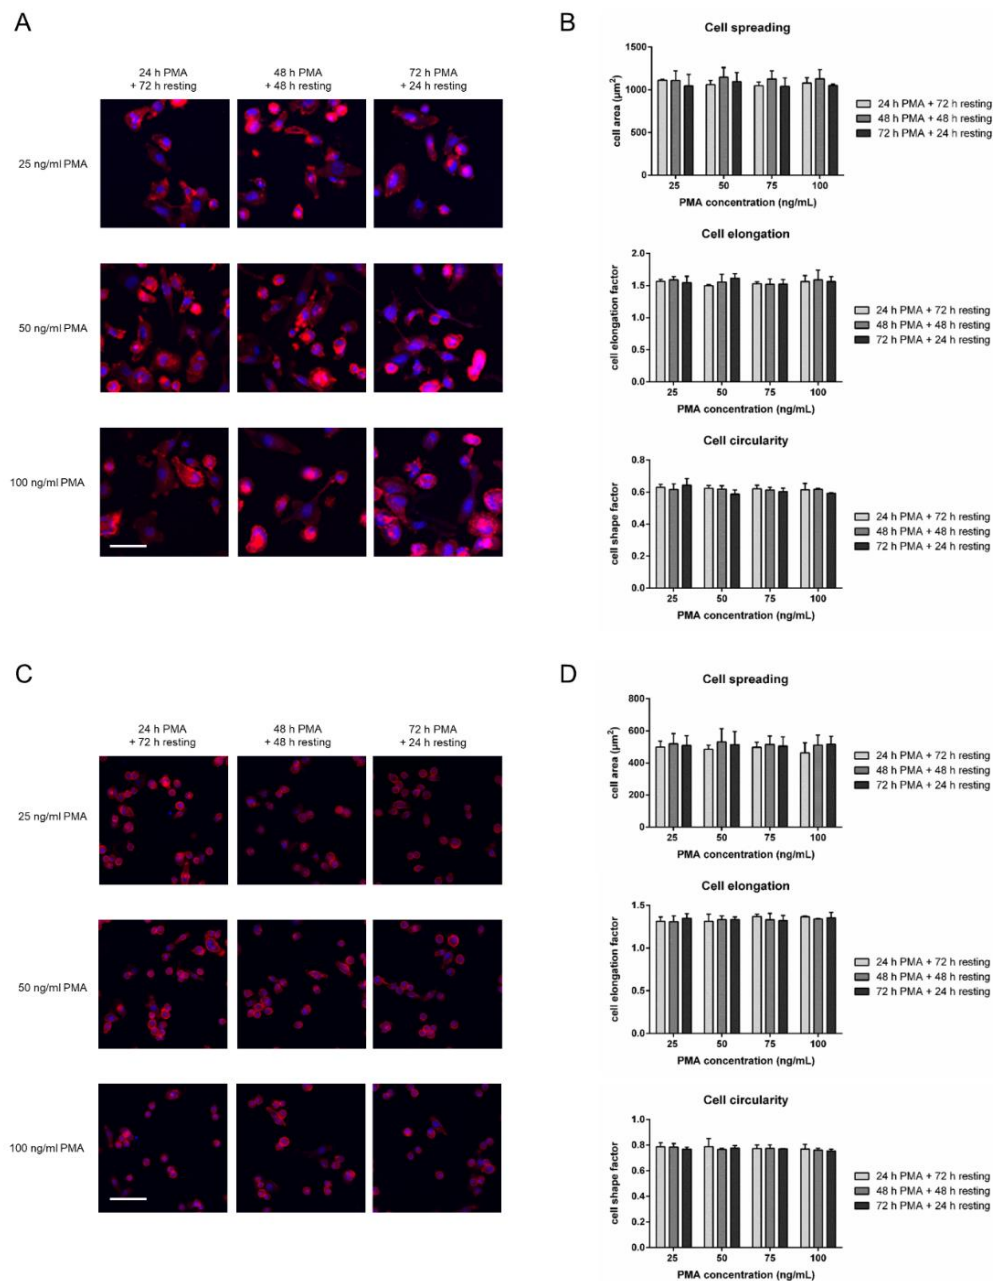 A
24 h PMA
+ 72 h resting
48 h PMA
+ 48 h resting
72 h PMA
+ 24 h resting
25 ng/ml PMA
50 ng/ml PMA
100 ng/ml PMA
B
Cell spreading
cell area (µm²)
1500
1000
500
0
25 50 75 100
PMA concentration (ng/mL)
24 h PMA + 72 h resting
48 h PMA + 48 h resting
72 h PMA + 24 h resting
Cell elongation
cell elongation factor
2.0
1.5
1.0
0.5
0.0
25 50 75 100
PMA concentration (ng/mL)
24 h PMA + 72 h resting
48 h PMA + 48 h resting
72 h PMA + 24 h resting
Cell circularity
cell shape factor
0.8
0.6
0.4
0.2
0.0
25 50 75 100
PMA concentration (ng/mL)
24 h PMA + 72 h resting
48 h PMA + 48 h resting
72 h PMA + 24 h resting
C
24 h PMA
+ 72 h resting
48 h PMA
+ 48 h resting
72 h PMA
+ 24 h resting
25 ng/ml PMA
50 ng/ml PMA
100 ng/ml PMA
D
Cell spreading
cell area (µm²)
800
600
400
200
0
25 50 75 100
PMA concentration (ng/mL)
24 h PMA + 72 h resting
48 h PMA + 48 h resting
72 h PMA + 24 h resting
Cell elongation
cell elongation factor
1.5
1.0
0.5
0.0
25 50 75 100
PMA concentration (ng/mL)
24 h PMA + 72 h resting
48 h PMA + 48 h resting
72 h PMA + 24 h resting
Cell circularity
cell shape factor
1.0
0.8
0.6
0.4
0.2
0.0
25 50 75 100
PMA concentration (ng/mL)
24 h PMA + 72 h resting
48 h PMA + 48 h resting
72 h PMA + 24 h resting